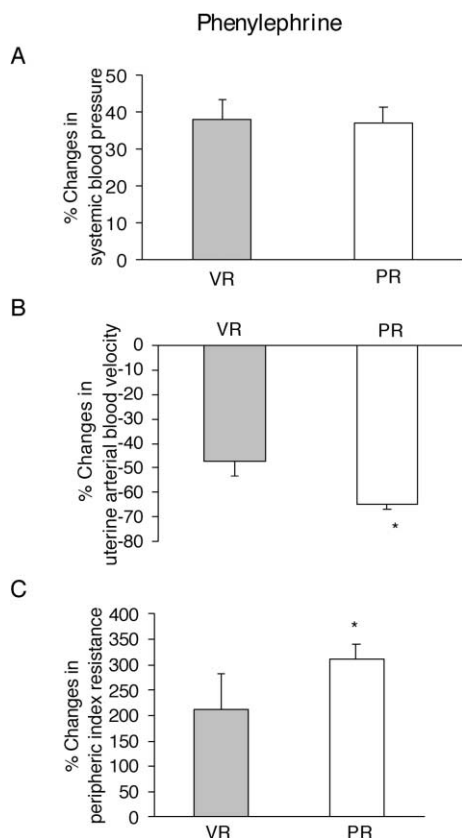 Phenylephrine
A
% Changes in
systemic blood pressure
50
40
30
20
10
0
VR
PR
B
% Changes in
uterine arterial blood velocity
VR
PR
0
-10
-20
-30
-40
-50
-60
-70
-80
*
C
% Changes in
peripheric index resistance
400
350
300
250
200
150
100
50
0
*
VR
PR